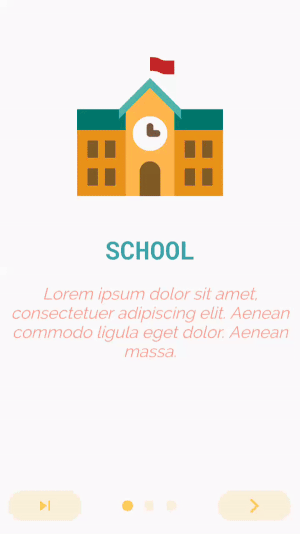 SCHOOL
Lorem ipsum dolor sit amet,
consectetuer adipiscing elit. Aenean
commodo ligula eget dolor. Aenean
massa.